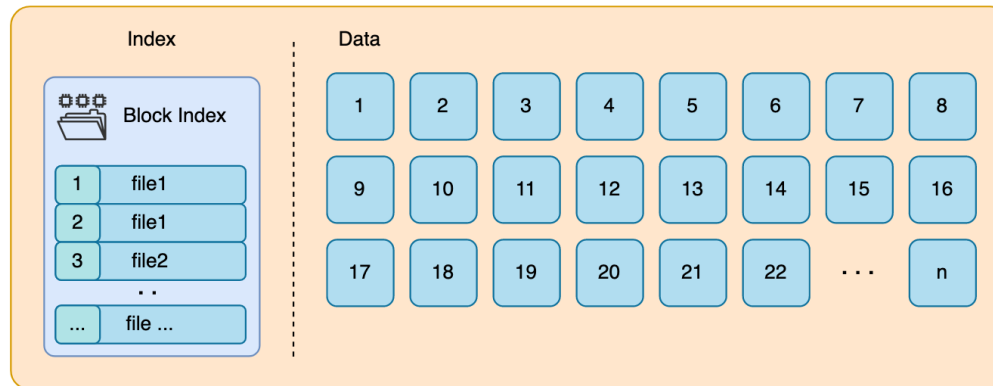 Index
Data
Block Index
1 file1
2 file1
3 file2
. .
... file ...
1 2 3 4 5 6 7 8
9 10 11 12 13 14 15 16
17 18 19 20 21 22 . . . n